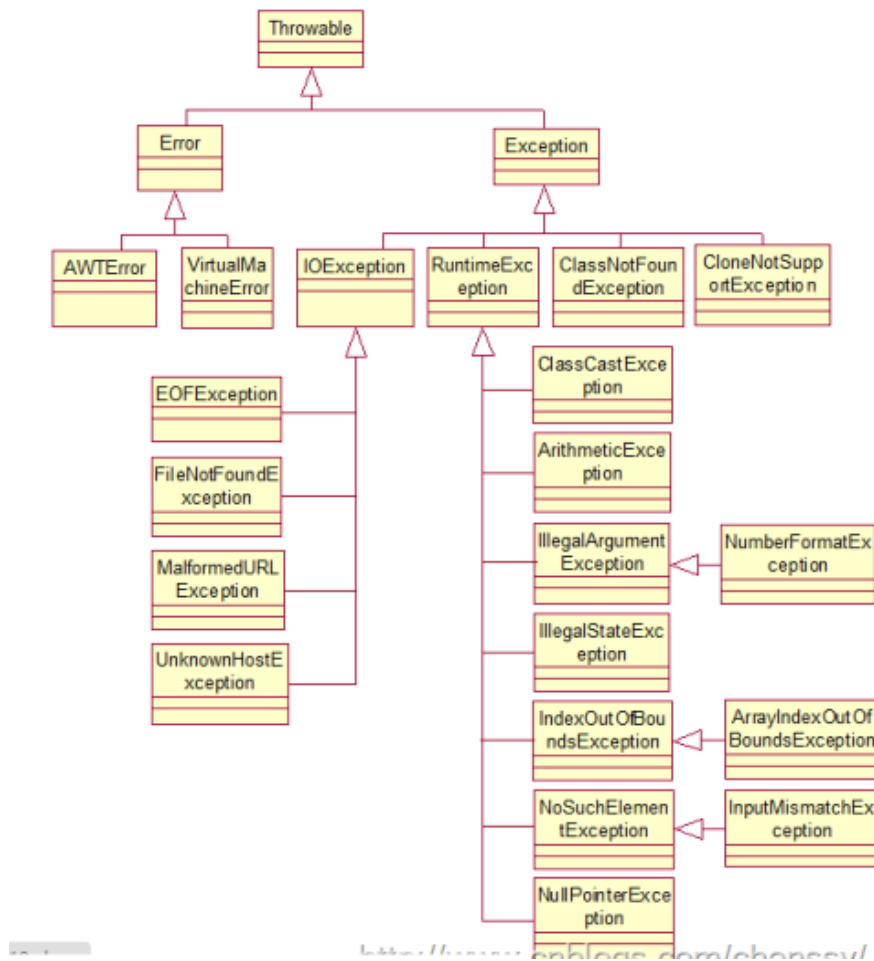 Throwable
Error
Exception
AWTError
VirtualMa
chineError
IOException
RuntimeExc
eption
ClassNotFoun
dException
CloneNotSupp
ortException
EOFException
FileNotFoundE
xception
MalformedURL
Exception
UnknownHostE
xception
ClassCastExce
ption
ArithmeticExce
ption
IllegalArgument
Exception
NumberFormatEx
ception
IllegalStateExc
eption
IndexOutOfBou
ndsException
ArrayIndexOutOf
BoundsException
NoSuchElemen
tException
InputMismatchEx
ception
NullPointerExce
ption